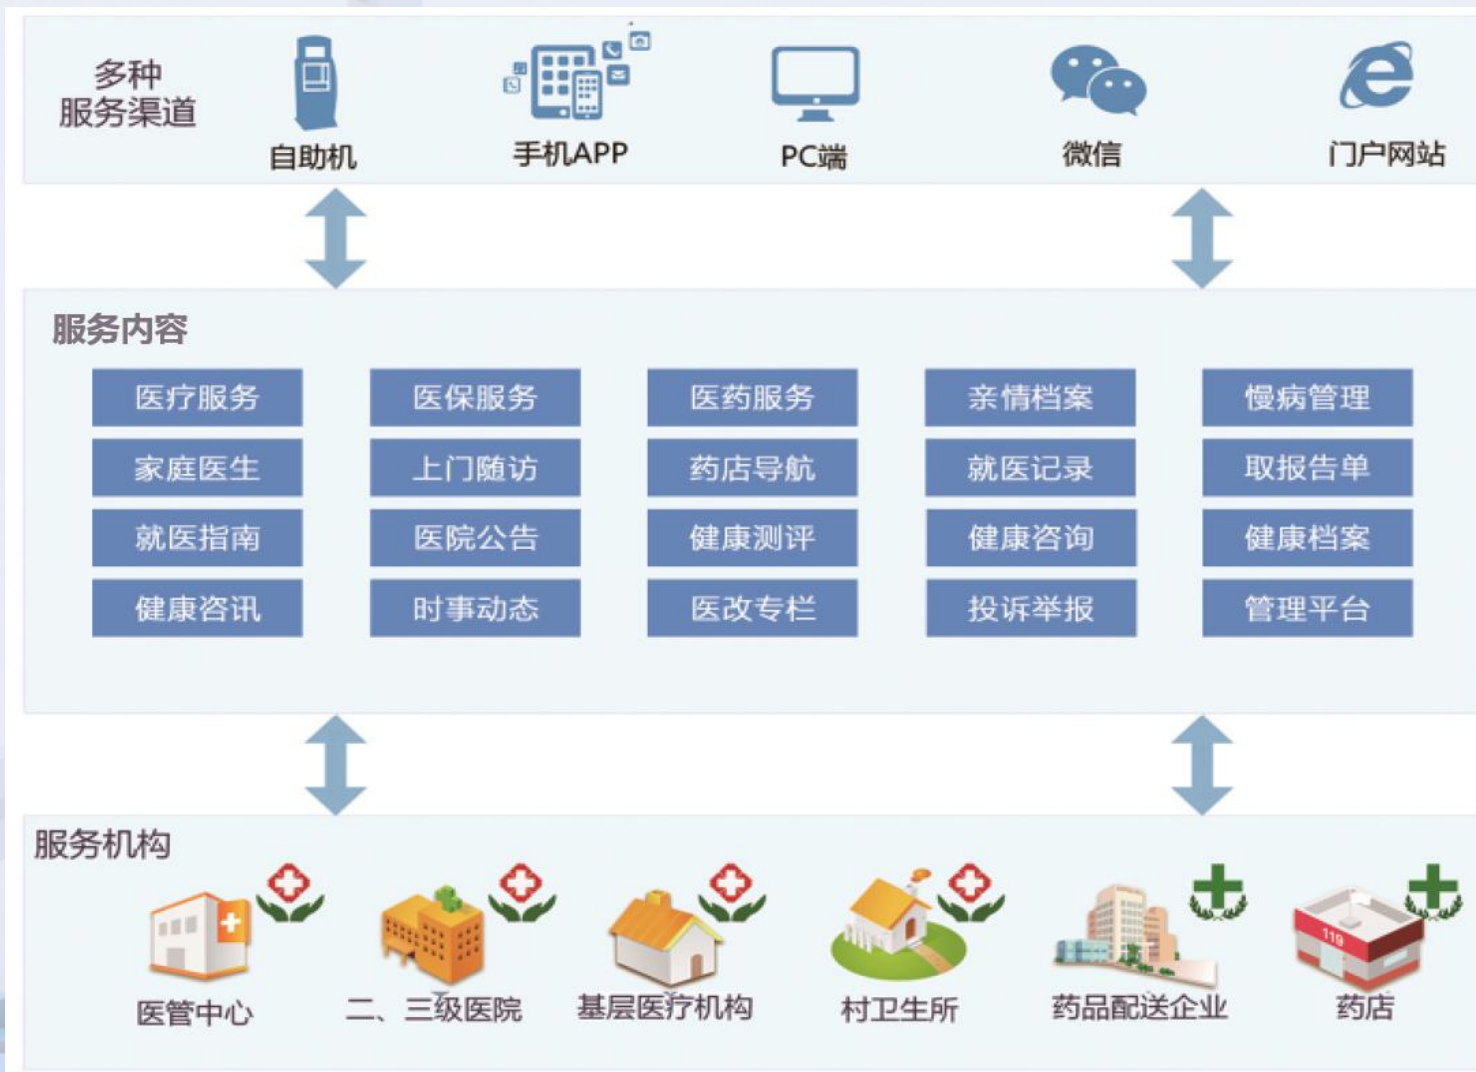 多种
服务渠道
自助机
手机APP
PC端
微信
门户网站
服务内容
医疗服务
医保服务
医药服务
亲情档案
慢病管理
家庭医生
上门随访
药店导航
就医记录
取报告单
就医指南
医院公告
健康测评
健康咨询
健康档案
健康咨讯
时事动态
医改专栏
投诉举报
管理平台
服务机构
119
医管中心
二、三级医院
基层医疗机构
村卫生所
药品配送企业
药店